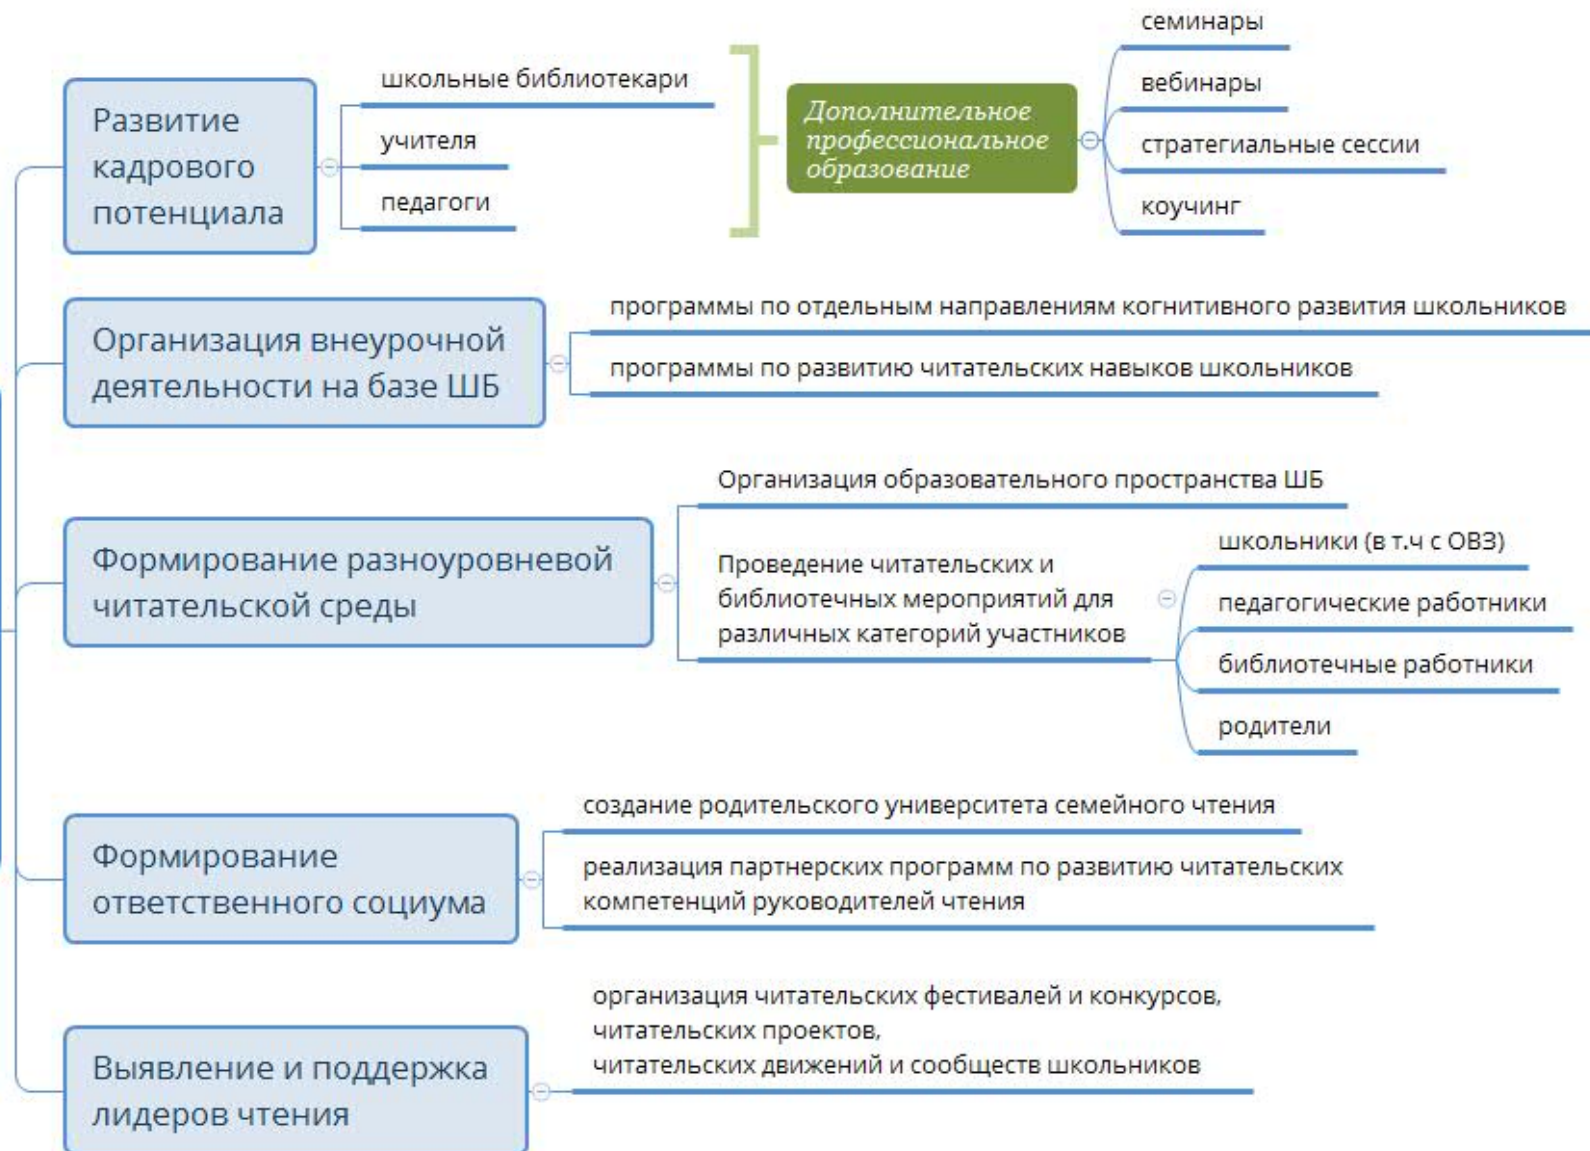 Развитие
кадрового
потенциала
школьные библиотекари
учителя
педагоги
Дополнительное
профессиональное
образование
семинары
вебинары
стратегиальные сессии
коучинг
Организация внеурочной
деятельности на базе ШБ
программы по отдельным направлениям когнитивного развития школьников
программы по развитию читательских навыков школьников
Формирование разноуровневой
читательской среды
Организация образовательного пространства ШБ
Проведение читательских и
библиотечных мероприятий для
различных категорий участников
школьники (в т.ч с ОВЗ)
педагогические работники
библиотечные работники
родители
Формирование
ответственного социума
создание родительского университета семейного чтения
реализация партнерских программ по развитию читательских
компетенций руководителей чтения
Выявление и поддержка
лидеров чтения
организация читательских фестивалей и конкурсов,
читательских проектов,
читательских движений и сообществ школьников